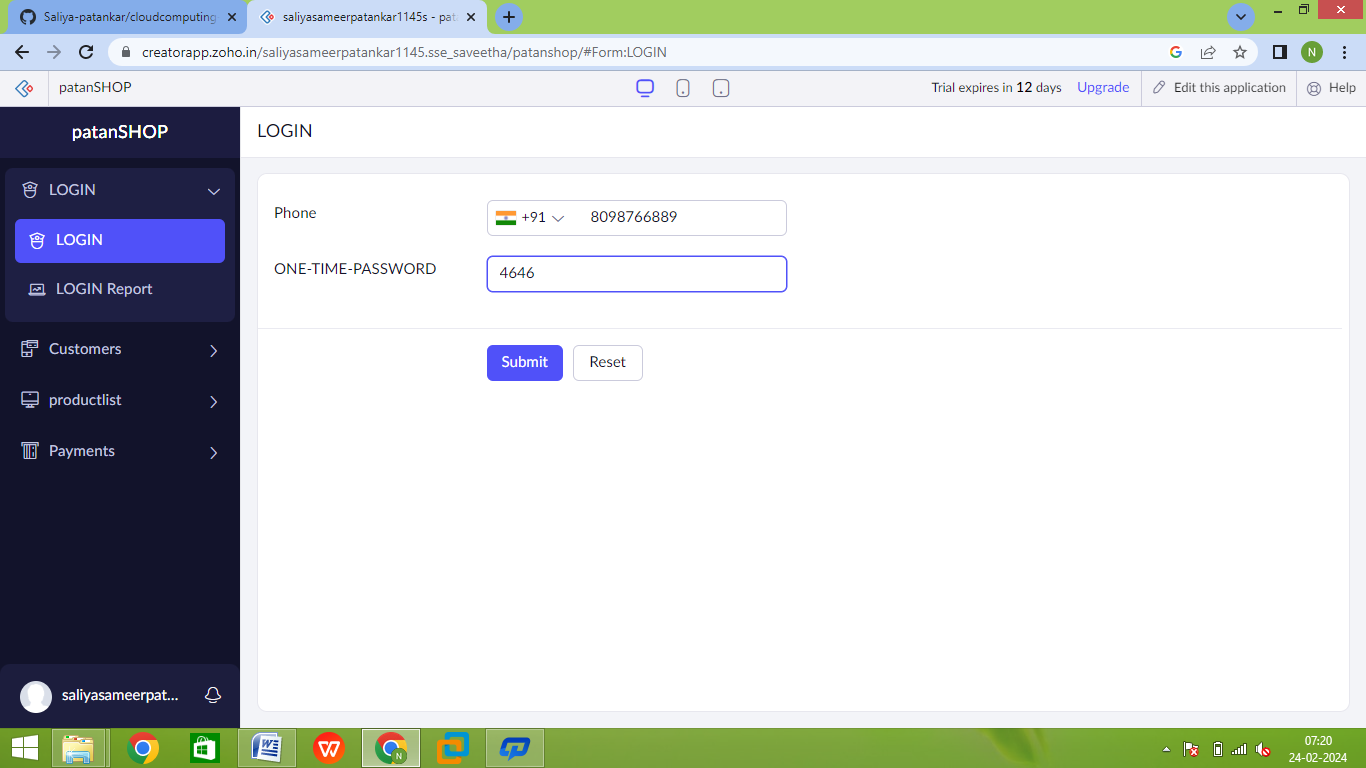 Saliya-patankar/cloudcomputing
saliyasameerpatankar1145s - pat
creatorapp.zoho.in/saliyasameerpatankar1145.sse_saveetha/patanshop/#Form:LOGIN
N
patanSHOP
Trial expires in 12 days
Upgrade
Edit this application
Help
patanSHOP
LOGIN
LOGIN
LOGIN
LOGIN Report
Customers
productlist
Payments
saliyasameerpat...
Phone
+91
8098766889
ONE-TIME-PASSWORD
4646
Submit
Reset
07:20
24-02-2024